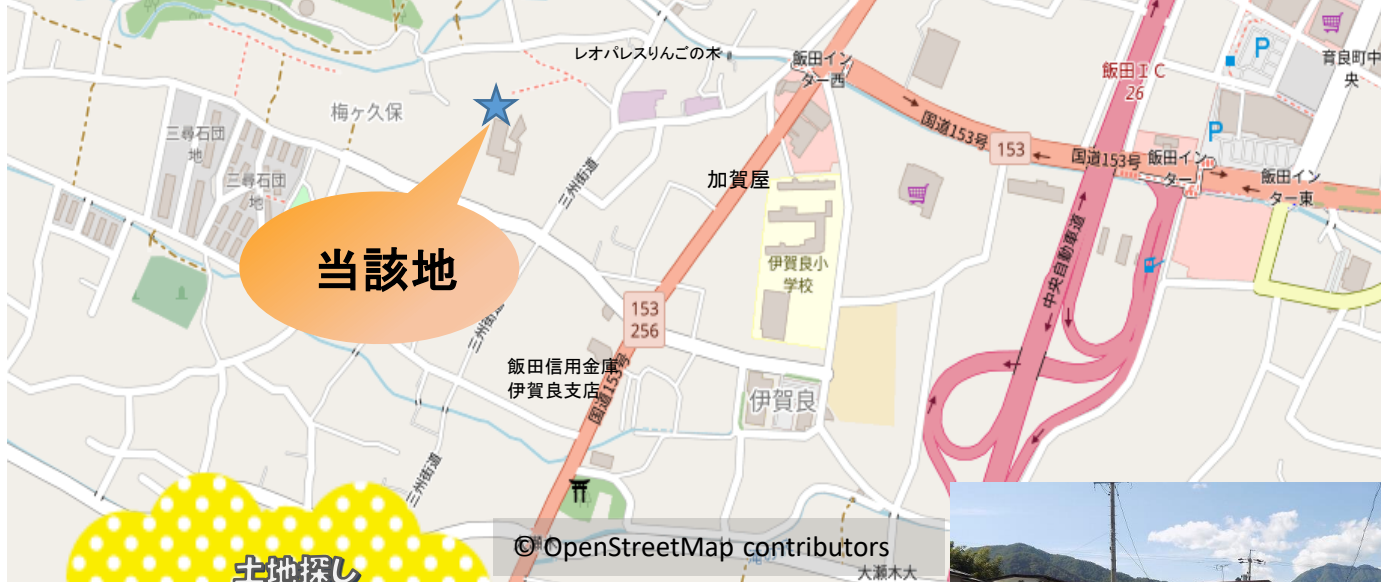 レオパレスりんごの木
飯田イン
ター西
飯田ＩＣ
26
育良町中
央
P
梅ヶ久保
三尋石団
地
国道153号
153
国道153号
P
飯田イン
ター
飯田イン
ター東
三尋石団
地
三州街道
加賀屋
伊賀良小
学校
中央自動車道
当該地
153
256
三州街道
飯田信用金庫
伊賀良支店
国道153号
伊賀良
三州街道
© OpenStreetMap contributors
土地探し
大瀬木大